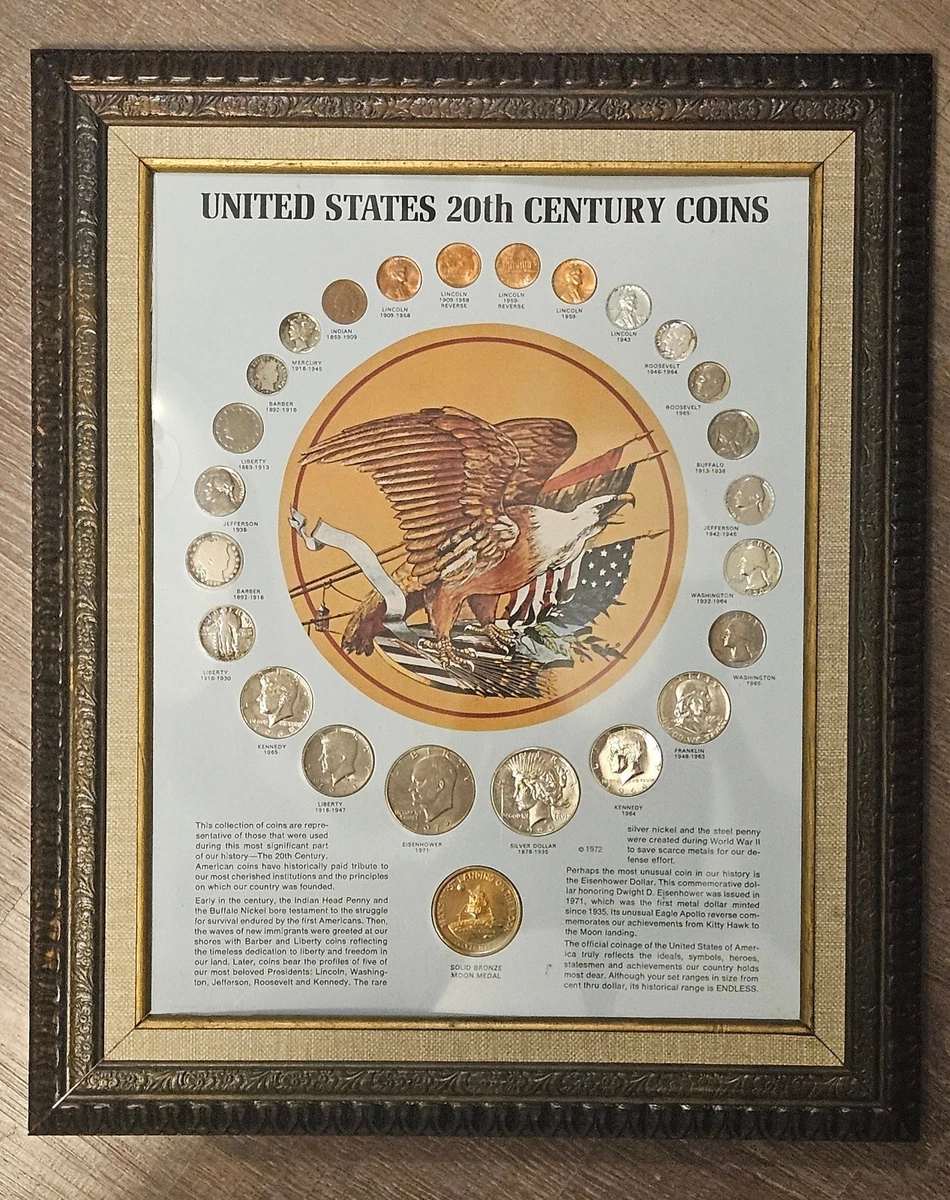 UNITED STATES 20th CENTURY COINS
LINCOLN
1909-1958
REVERSE
LINCOLN
1959-
REVERSE
LINCOLN
1909-1958
LINCOLN
1959-
INDIAN
1859-1909
LINCOLN
1943
MERCURY
1916-1945
ROOSEVELT
1946-1964
BARBER
1892-1916
ROOSEVELT
1965-
LIBERTY
1883-1913
BUFFALO
1913-1938
JEFFERSON
1938-
JEFFERSON
1942-1945
BARBER
1892-1916
WASHINGTON
1932-1964
LIBERTY
1916-1930
WASHINGTON
1965-
KENNEDY
1965-
FRANKLIN
1948-1963
LIBERTY
1916-1947
KENNEDY
1964
EISENHOWER
1971-
SILVER DOLLAR
1878-1935
© 1972
This collection of coins are repre-
sentative of those that were used
during this most significant part
of our history—The 20th Century.
American coins have historically paid tribute to
our most cherished institutions and the principles
on which our country was founded.
Early in the century, the Indian Head Penny and
the Buffalo Nickel bore testament to the struggle
for survival endured by the first Americans. Then,
the waves of new immigrants were greeted at our
shores with Barber and Liberty coins reflecting
the timeless dedication to liberty and freedom in
our land. Later, coins bear the profiles of five of
our most beloved Presidents: Lincoln, Washing-
ton, Jefferson, Roosevelt and Kennedy. The rare
SOLID BRONZE
MOON MEDAL
silver nickel and the steel penny
were created during World War II
to save scarce metals for our de-
fense effort.
Perhaps the most unusual coin in our history is
the Eisenhower Dollar. This commemorative dol-
lar honoring Dwight D. Eisenhower was issued in
1971, which was the first metal dollar minted
since 1935. Its unusual Eagle Apollo reverse com-
memorates our achievements from Kitty Hawk to
the Moon landing.
The official coinage of the United States of Amer-
ica truly reflects the ideals, symbols, heroes,
statesmen and achievements our country holds
most dear. Although your set ranges in size from
cent thru dollar, its historical range is ENDLESS.